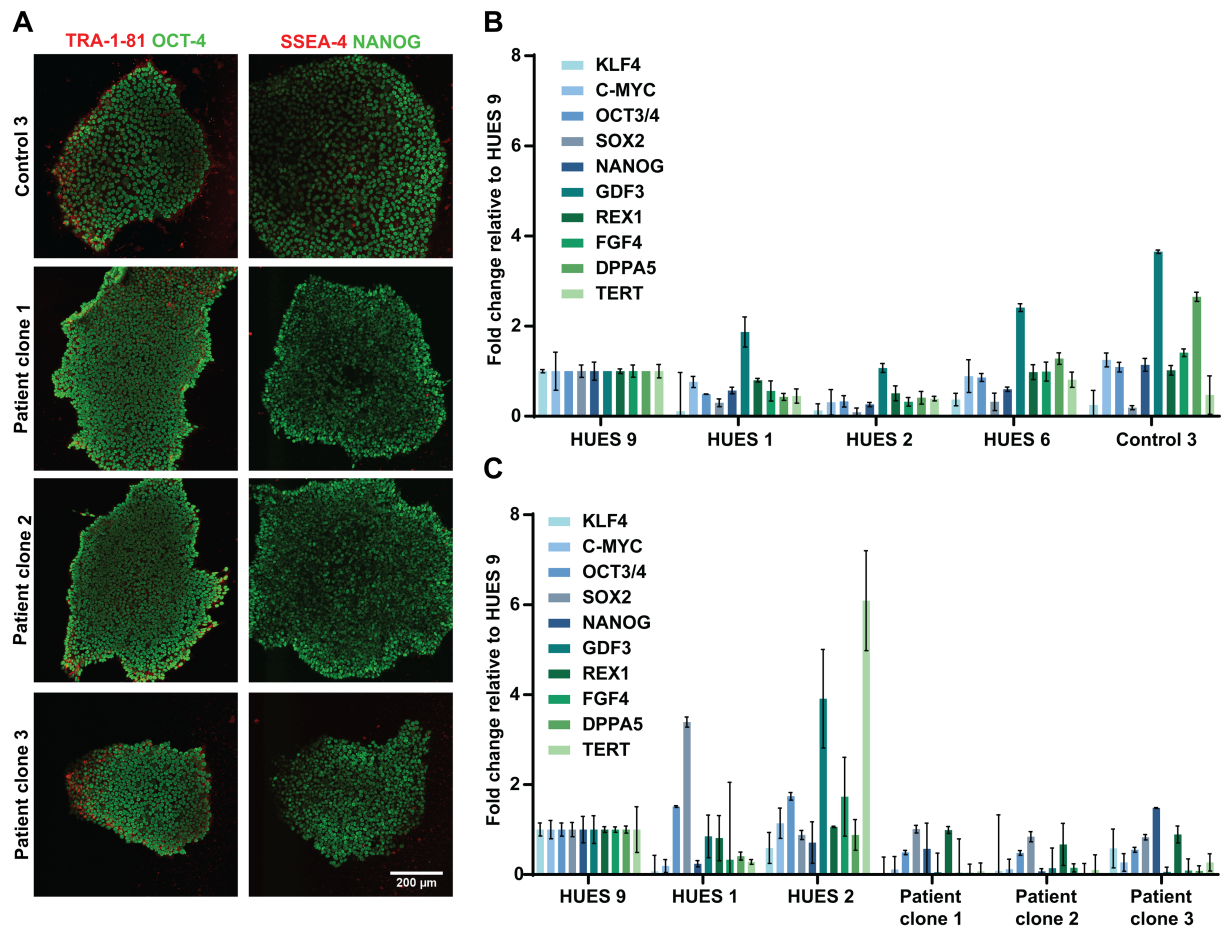 A
TRA-1-81 OCT-4
SSEA-4 NANOG
Control 3
Patient clone 1
Patient clone 2
Patient clone 3
200 µm
B
Fold change relative to HUES 9
8
6
4
2
0
KLF4
C-MYC
OCT3/4
SOX2
NANOG
GDF3
REX1
FGF4
DPPA5
TERT
HUES 9
HUES 1
HUES 2
HUES 6
Control 3
C
Fold change relative to HUES 9
8
6
4
2
0
KLF4
C-MYC
OCT3/4
SOX2
NANOG
GDF3
REX1
FGF4
DPPA5
TERT
HUES 9
HUES 1
HUES 2
Patient
clone 1
Patient
clone 2
Patient
clone 3